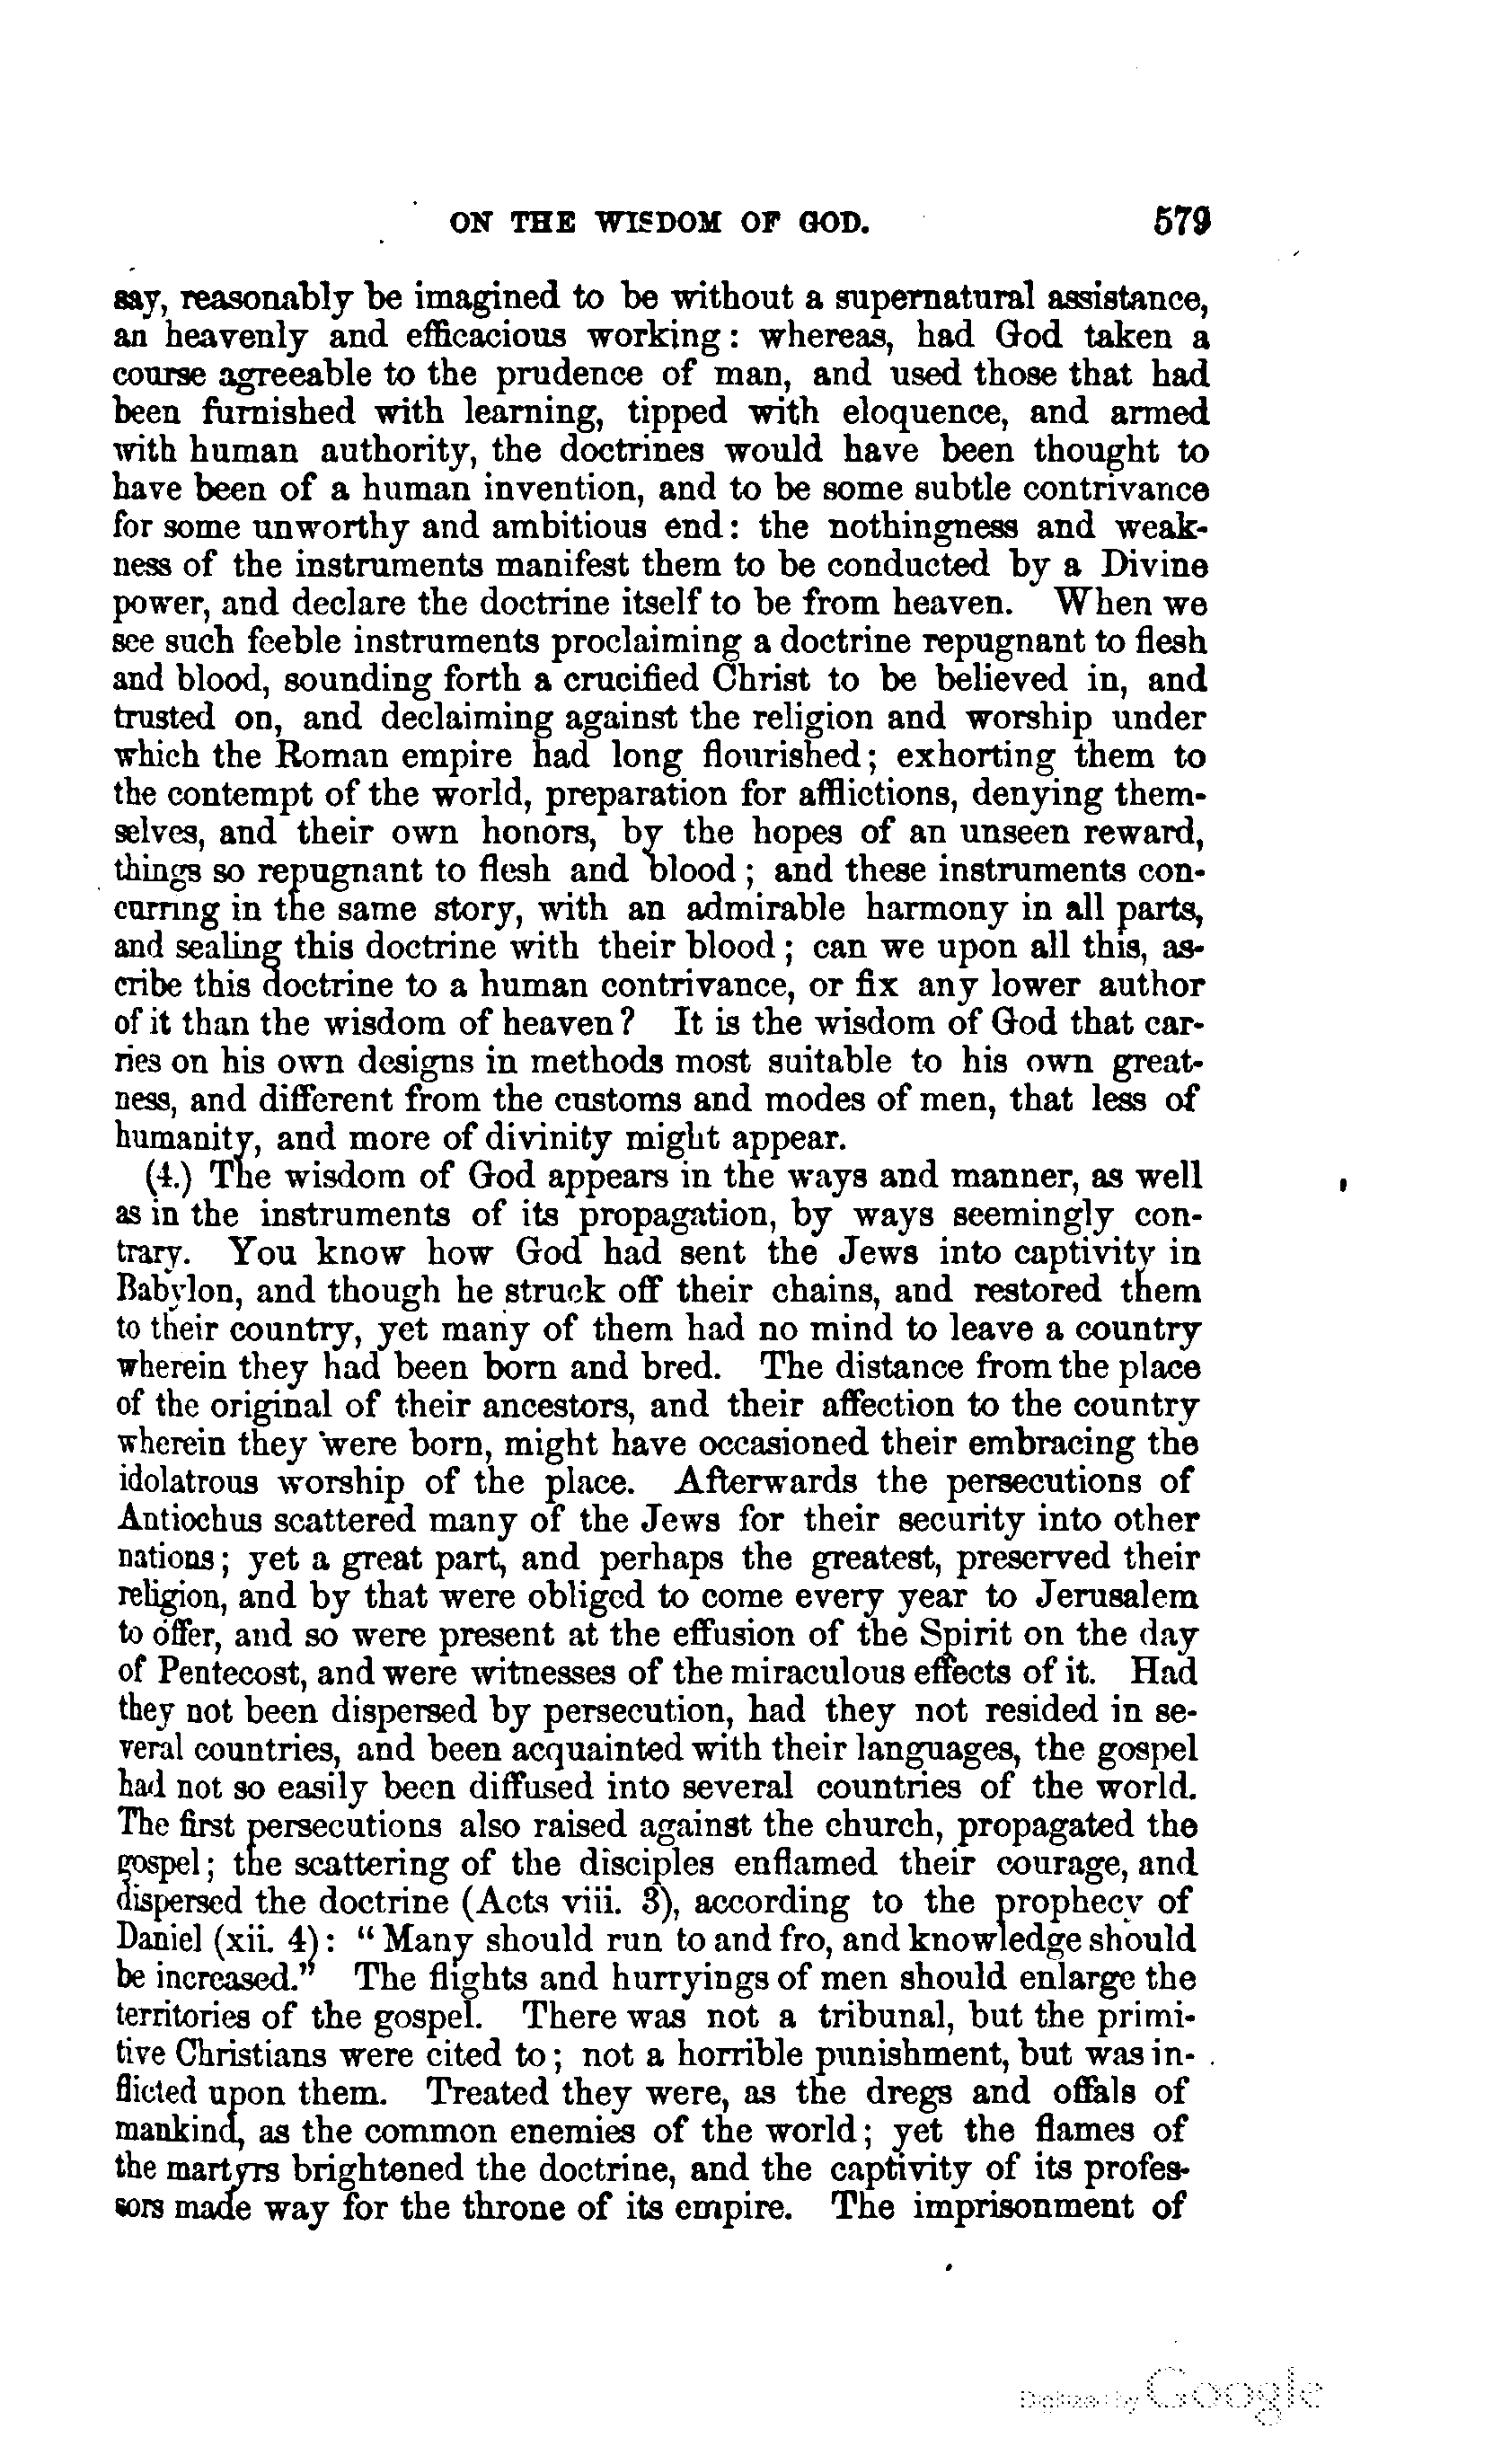 ON THE WISDOM OF GOD. 579
say, reasonably be imagined to be without a supernatural assistance,
an heavenly and efficacious working: whereas, had God taken a
course agreeable to the prudence of man, and used those that had
been furnished with learning, tipped with eloquence, and armed
with human authority, the doctrines would have been thought to
have been of a human invention, and to be some subtle contrivance
for some unworthy and ambitious end: the nothingness and weak-
ness of the instruments manifest them to be conducted by a Divine
power, and declare the doctrine itself to be from heaven. When we
see such feeble instruments proclaiming a doctrine repugnant to flesh
and blood, sounding forth a crucified Christ to be believed in, and
trusted on, and declaiming against the religion and worship under
which the Roman empire had long flourished; exhorting them to
the contempt of the world, preparation for afflictions, denying them-
selves, and their own honors, by the hopes of an unseen reward,
things so repugnant to flesh and blood; and these instruments con-
curring in the same story, with an admirable harmony in all parts,
and sealing this doctrine with their blood; can we upon all this, as-
cribe this doctrine to a human contrivance, or fix any lower author
of it than the wisdom of heaven? It is the wisdom of God that car-
ries on his own designs in methods most suitable to his own great-
ness, and different from the customs and modes of men, that less of
humanity, and more of divinity might appear.
(4.) The wisdom of God appears in the ways and manner, as well
as in the instruments of its propagation, by ways seemingly con-
trary. You know how God had sent the Jews into captivity in
Babylon, and though he struck off their chains, and restored them
to their country, yet many of them had no mind to leave a country
wherein they had been born and bred. The distance from the place
of the original of their ancestors, and their affection to the country
wherein they were born, might have occasioned their embracing the
idolatrous worship of the place. Afterwards the persecutions of
Antiochus scattered many of the Jews for their security into other
nations; yet a great part, and perhaps the greatest, preserved their
religion, and by that were obliged to come every year to Jerusalem
to offer, and so were present at the effusion of the Spirit on the day
of Pentecost, and were witnesses of the miraculous effects of it. Had
they not been dispersed by persecution, had they not resided in se-
veral countries, and been acquainted with their languages, the gospel
had not so easily been diffused into several countries of the world.
The first persecutions also raised against the church, propagated the
gospel; the scattering of the disciples enflamed their courage, and
dispersed the doctrine (Acts viii. 3), according to the prophecy of
Daniel (xii. 4): "Many should run to and fro, and knowledge should
be increased." The flights and hurryings of men should enlarge the
territories of the gospel. There was not a tribunal, but the primi-
tive Christians were cited to; not a horrible punishment, but was in-
flicted upon them. Treated they were, as the dregs and offals of
mankind, as the common enemies of the world; yet the flames of
the martyrs brightened the doctrine, and the captivity of its profes-
sors made way for the throne of its empire. The imprisonment of
Digitized by Google